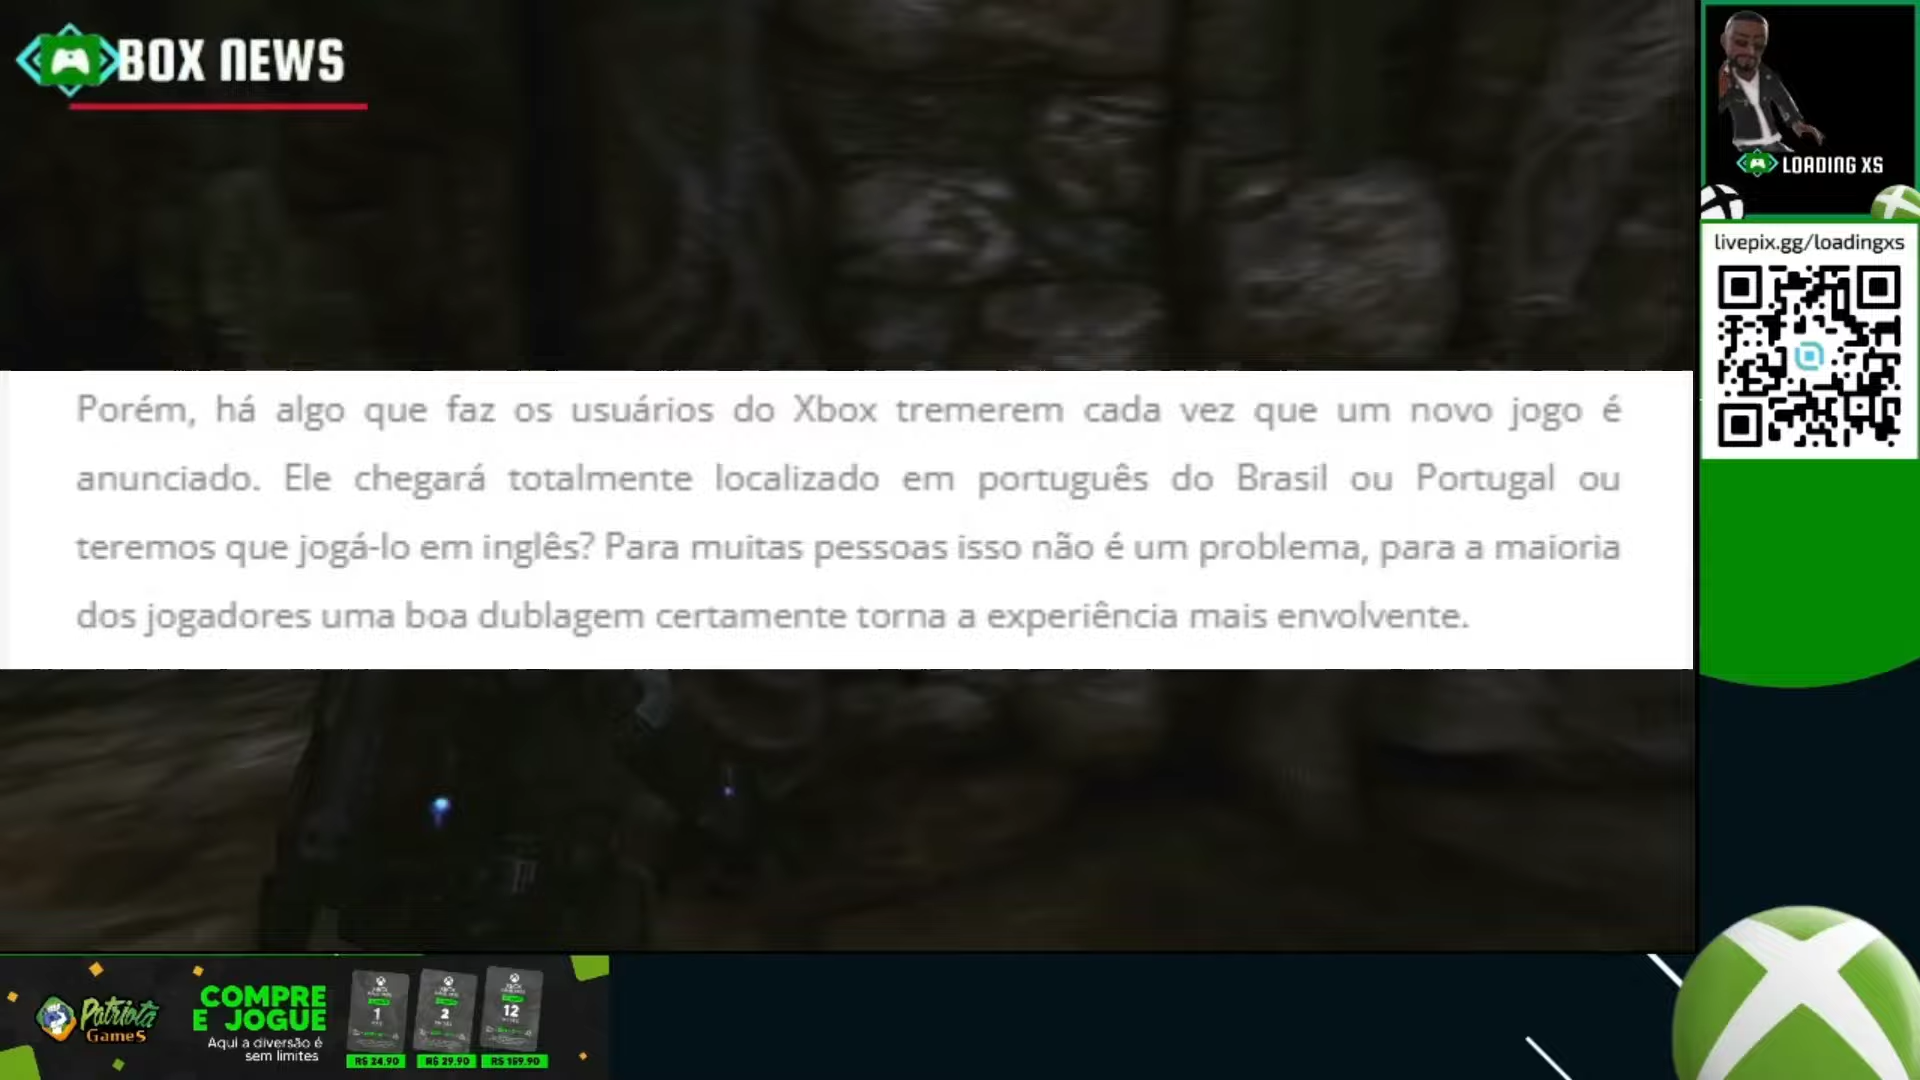 BOX NEWS
LOADING XS
livepix.gg/loadingxs
Porém, há algo que faz os usuários do Xbox tremerem cada vez que um novo jogo é
anunciado. Ele chegará totalmente localizado em português do Brasil ou Portugal ou
teremos que jogá-lo em inglês? Para muitas pessoas isso não é um problema, para a maioria
dos jogadores uma boa dublagem certamente torna a experiência mais envolvente.
Patriota
GameS
COMPRE
E JOGUE
Aqui a diversão é
sem limites
1
2
12
R$ 24.90
R$ 29.90
R$ 159.90